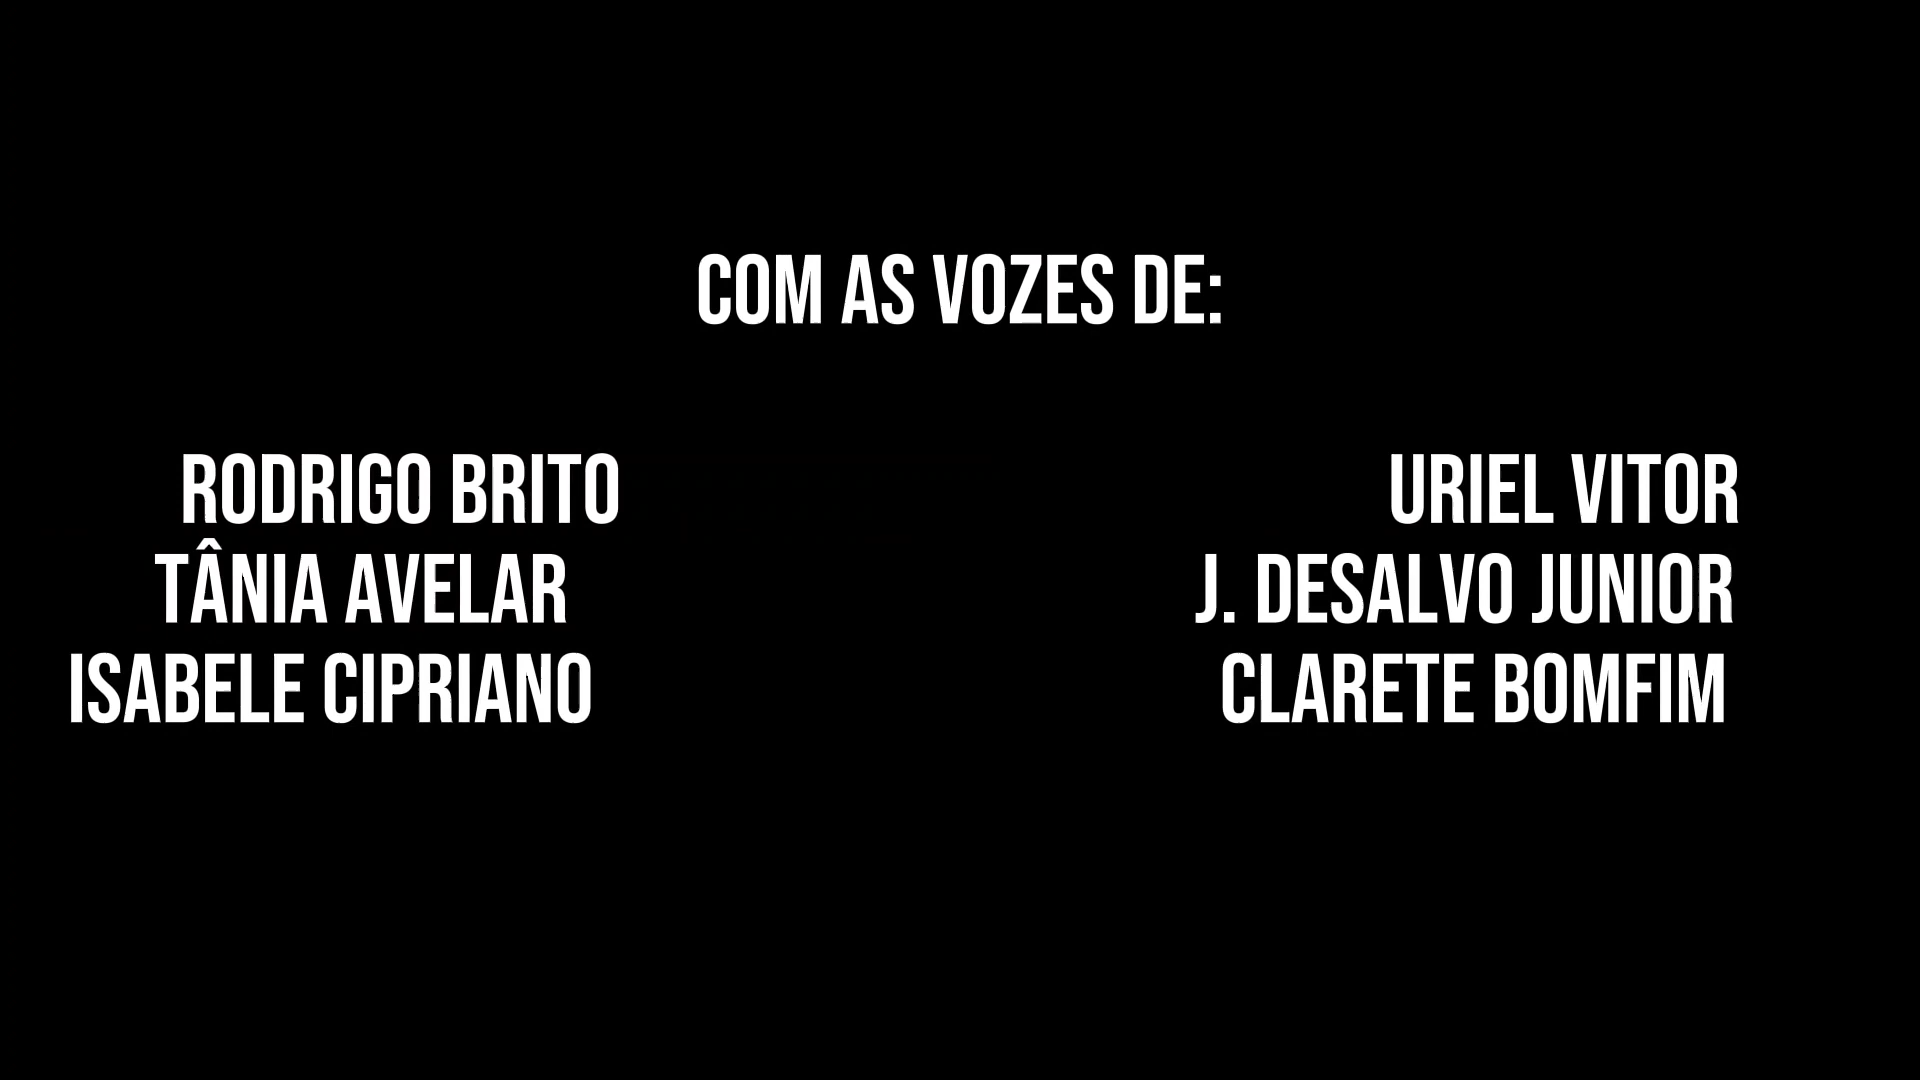 COM AS VOZES DE:
RODRIGO BRITO
TÂNIA AVELAR
ISABELE CIPRIANO
URIEL VITOR
J. DESALVO JUNIOR
CLARETE BOMFIM